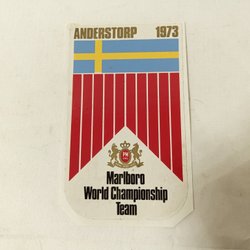 ANDERSTORP 1973
Marlboro
World Championship
Team